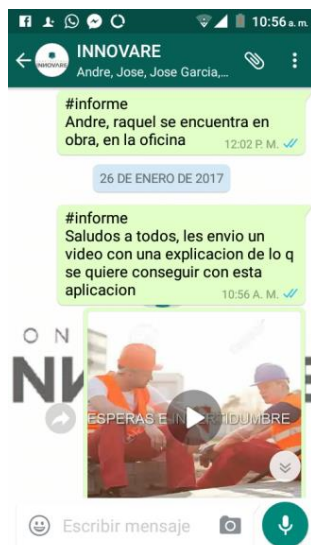 10:56 a. m.
INNOVARE
INNOVARE
Andre, Jose, Jose Garcia,...
#informe
Andre, raquel se encuentra en
obra, en la oficina
12:02 P. M.
26 DE ENERO DE 2017
#informe
Saludos a todos, les envio un
video con una explicacion de lo q
se quiere conseguir con esta
aplicacion
10:56 A. M.
O N
ESPERAS E INCERTIDUMBRE
Escribir mensaje